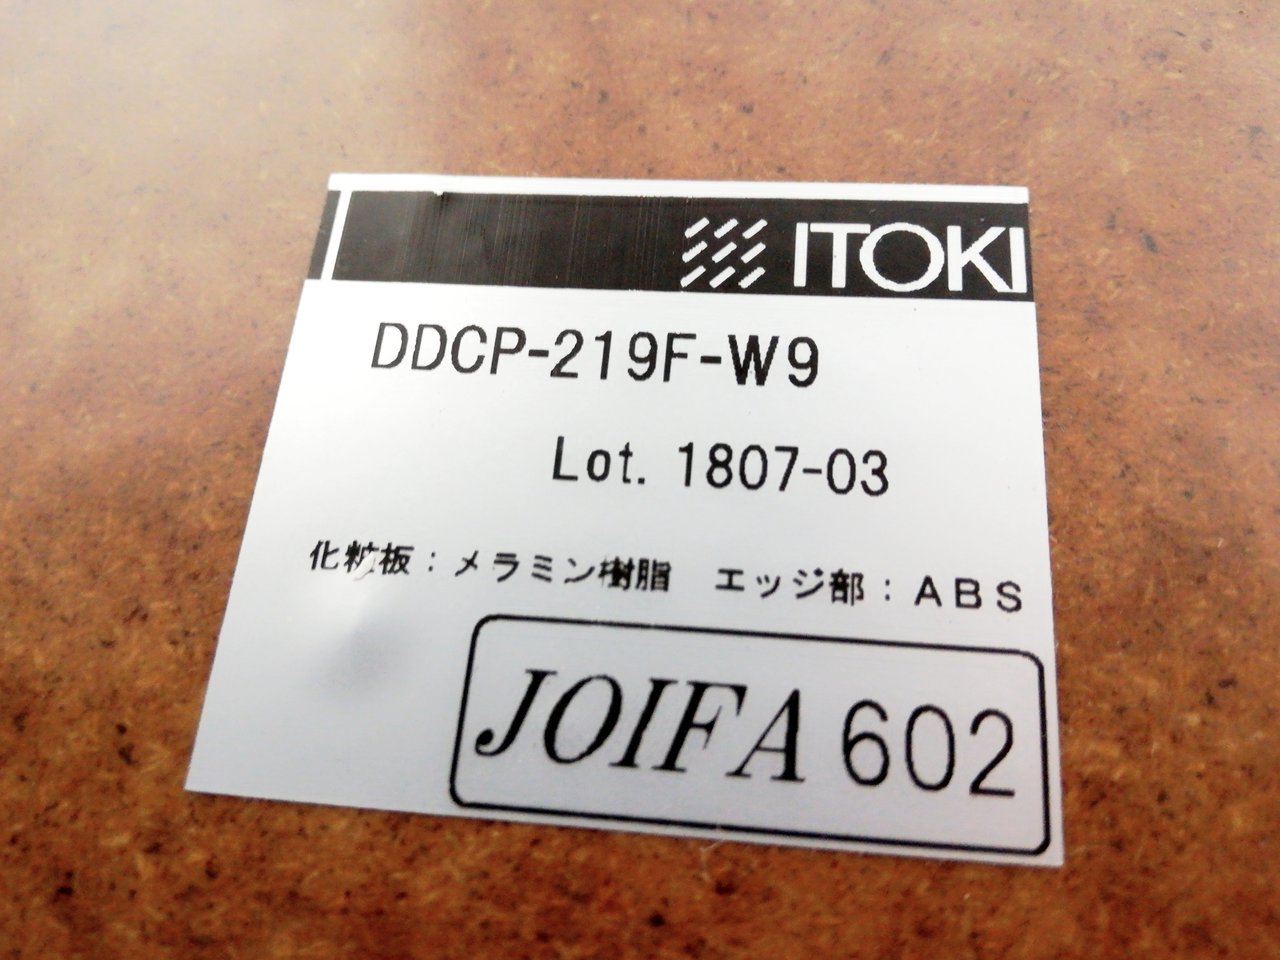 ITOKI
DDCP-219F-W9
Lot. 1807-03
化粧板：メラミン樹脂　エッジ部：ABS
JOIFA 602